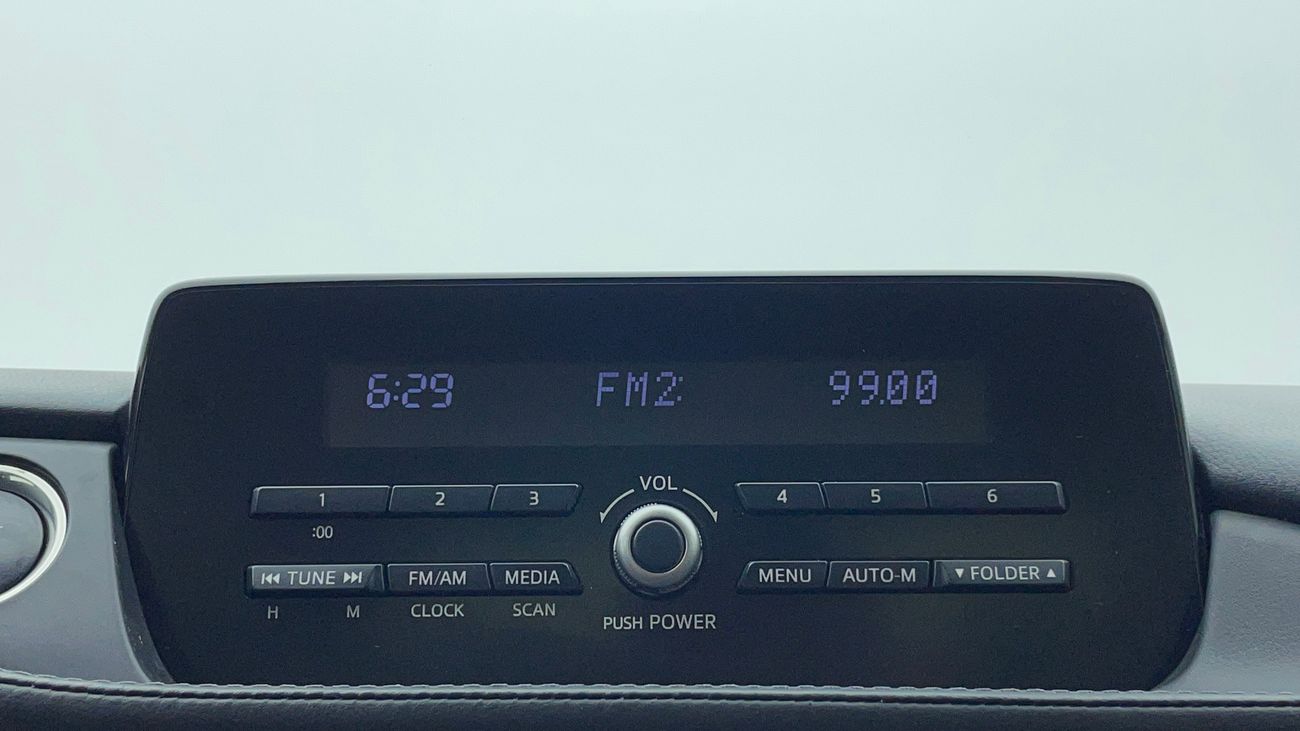 6:29 FM2: 99.00
VOL
1 2 3 4 5 6
:00
⏮ TUNE ⏭ FM/AM MEDIA MENU AUTO-M ▼ FOLDER ▲
H M CLOCK SCAN
PUSH POWER